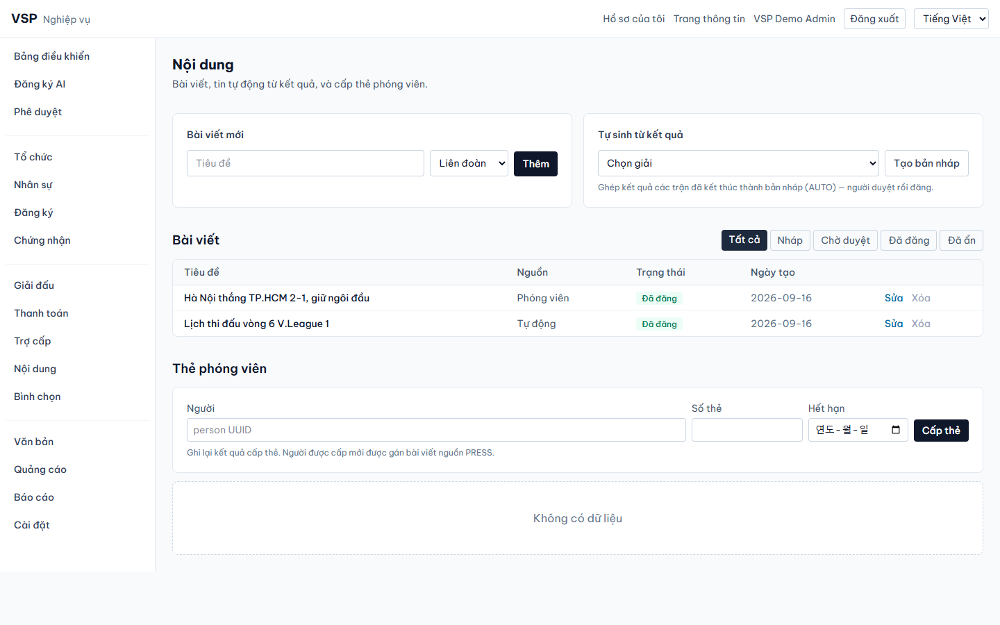 VSP Nghiệp vụ
Hồ sơ của tôi Trang thông tin VSP Demo Admin Đăng xuất Tiếng Việt
Bảng điều khiển
Đăng ký AI
Phê duyệt
Tổ chức
Nhân sự
Đăng ký
Chứng nhận
Giải đấu
Thanh toán
Trợ cấp
Nội dung
Bình chọn
Văn bản
Quảng cáo
Báo cáo
Cài đặt
Nội dung
Bài viết, tin tự động từ kết quả, và cấp thẻ phóng viên.
Bài viết mới
Tiêu đề Liên đoàn Thêm
Tự sinh từ kết quả
Chọn giải Tạo bản nháp
Ghép kết quả các trận đã kết thúc thành bản nháp (AUTO) — người duyệt rồi đăng.
Bài viết
Tất cả Nháp Chờ duyệt Đã đăng Đã ẩn
Tiêu đề Nguồn Trạng thái Ngày tạo
Hà Nội thắng TP.HCM 2-1, giữ ngôi đầu Phóng viên Đã đăng 2026-09-16 Sửa Xóa
Lịch thi đấu vòng 6 V.League 1 Tự động Đã đăng 2026-09-16 Sửa Xóa
Thẻ phóng viên
Người Số thẻ Hết hạn
person UUID 연도-월-일 Cấp thẻ
Ghi lại kết quả cấp thẻ. Người được cấp mới được gán bài viết nguồn PRESS.
Không có dữ liệu